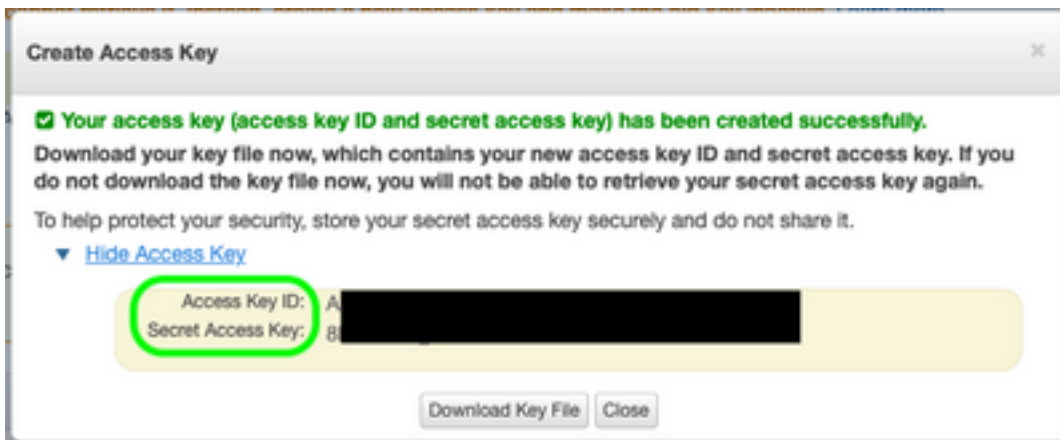 Create Access Key
Your access key (access key ID and secret access key) has been created successfully.
Download your key file now, which contains your new access key ID and secret access key. If you
do not download the key file now, you will not be able to retrieve your secret access key again.
To help protect your security, store your secret access key securely and do not share it.
Hide Access Key
Access Key ID: A
Secret Access Key: 8
Download Key File Close